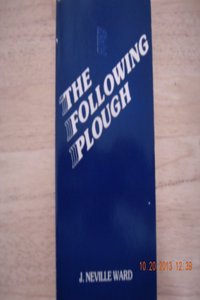 THE
FOLLOWING
PLOUGH
J. NEVILLE WARD
10 20 2013 12 39